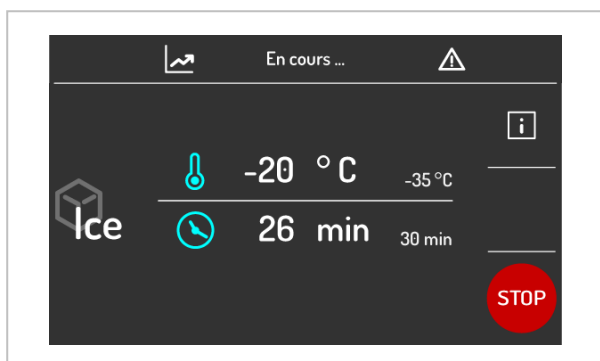 En cours ...
i
-20 °C -35 °C
Ice
26 min 30 min
STOP